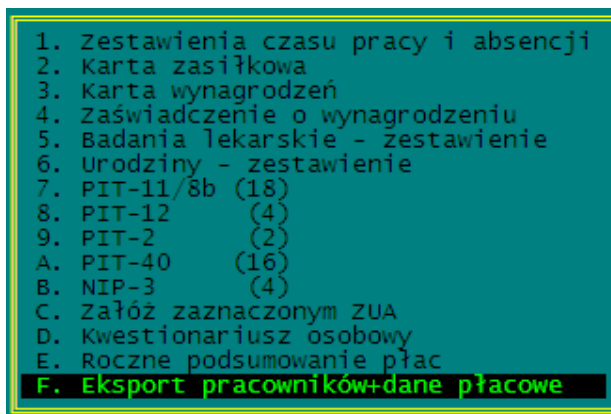 1. Zestawienia czasu pracy i absencji
2. Karta zasiłkowa
3. Karta wynagrodzeń
4. Zaświadczenie o wynagrodzeniu
5. Badania lekarskie - zestawienie
6. Urodziny - zestawienie
7. PIT-11/8b (18)
8. PIT-12 (4)
9. PIT-2 (2)
A. PIT-40 (16)
B. NIP-3 (4)
C. Załóż zaznaczonym ZUA
D. Kwestionariusz osobowy
E. Roczne podsumowanie płac
F. Eksport pracowników+dane płacowe